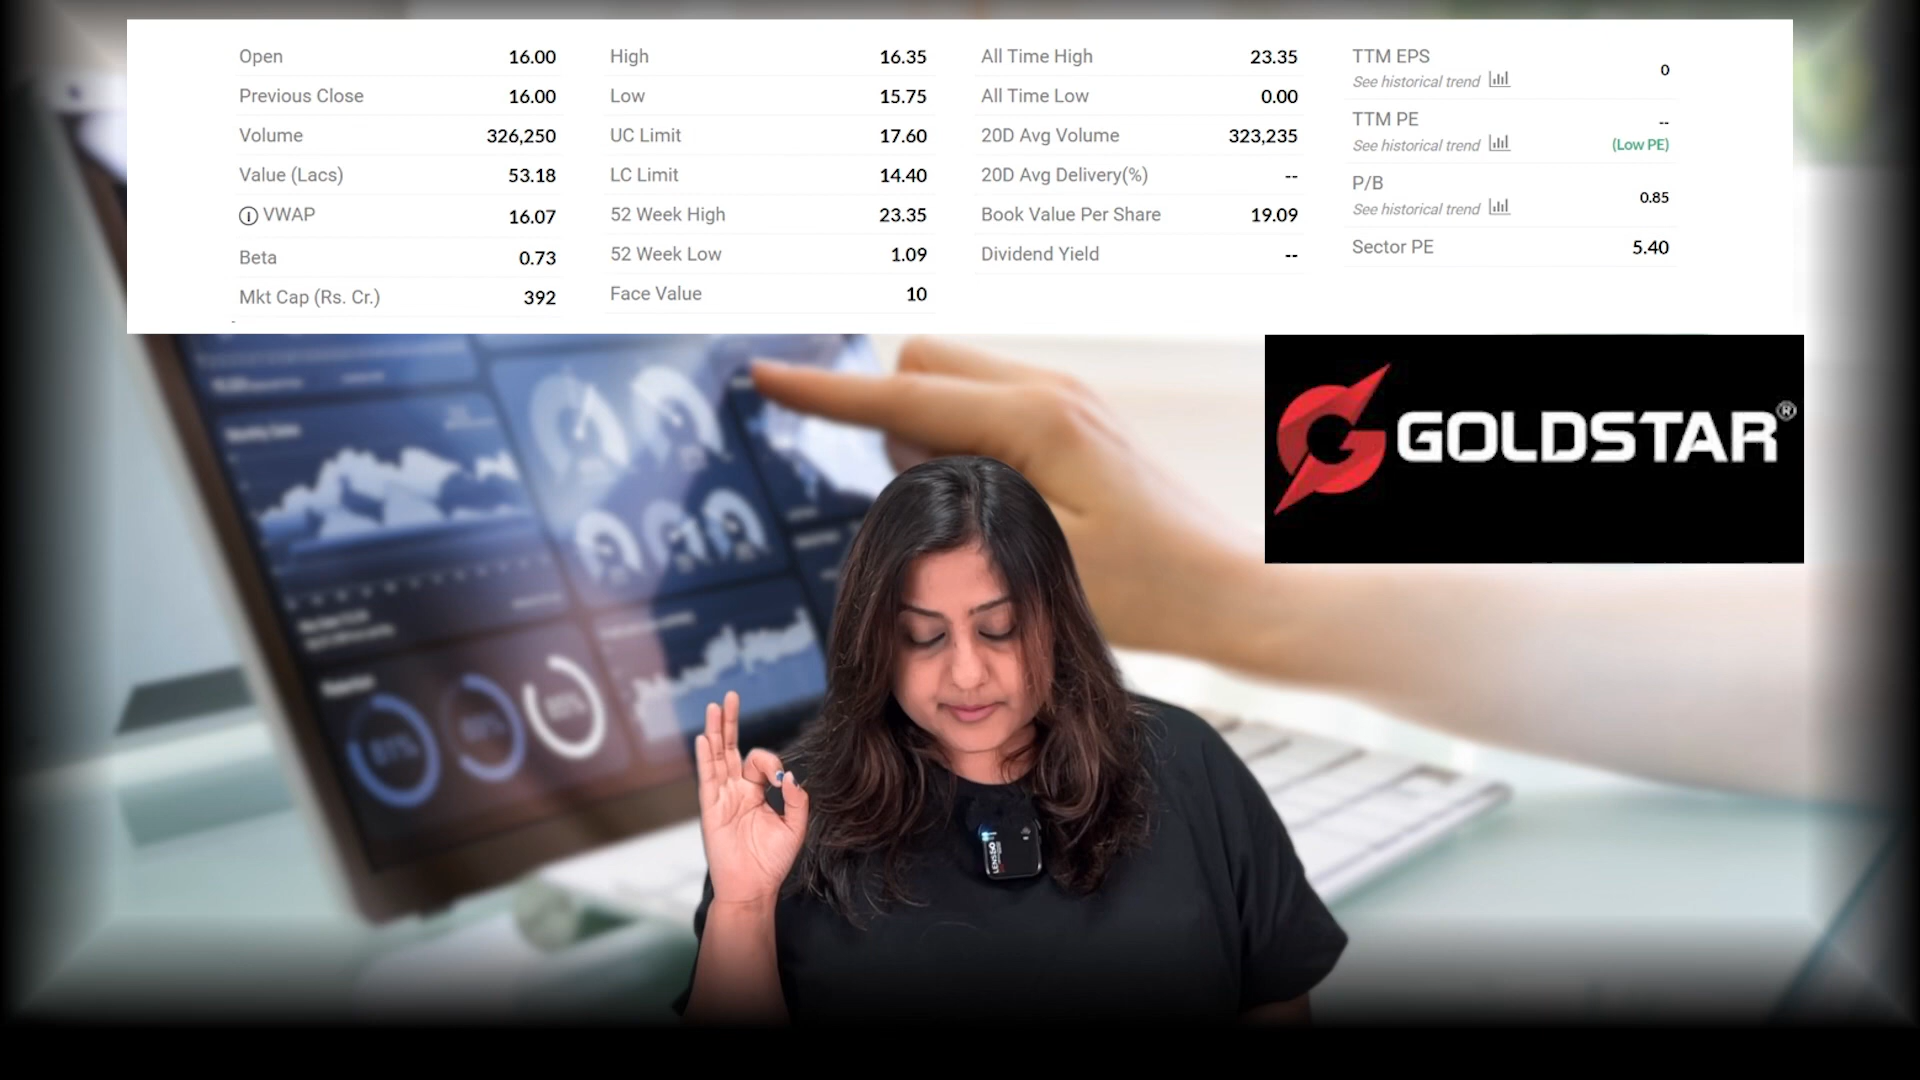 Open 16.00
Previous Close 16.00
Volume 326,250
Value (Lacs) 53.18
VWAP 16.07
Beta 0.73
Mkt Cap (Rs. Cr.) 392
High 16.35
Low 15.75
UC Limit 17.60
LC Limit 14.40
52 Week High 23.35
52 Week Low 1.09
Face Value 10
All Time High 23.35
All Time Low 0.00
20D Avg Volume 323,235
20D Avg Delivery(%) --
Book Value Per Share 19.09
Dividend Yield --
TTM EPS 0
See historical trend
TTM PE --
See historical trend (Low PE)
P/B 0.85
See historical trend
Sector PE 5.40
GOLDSTAR®